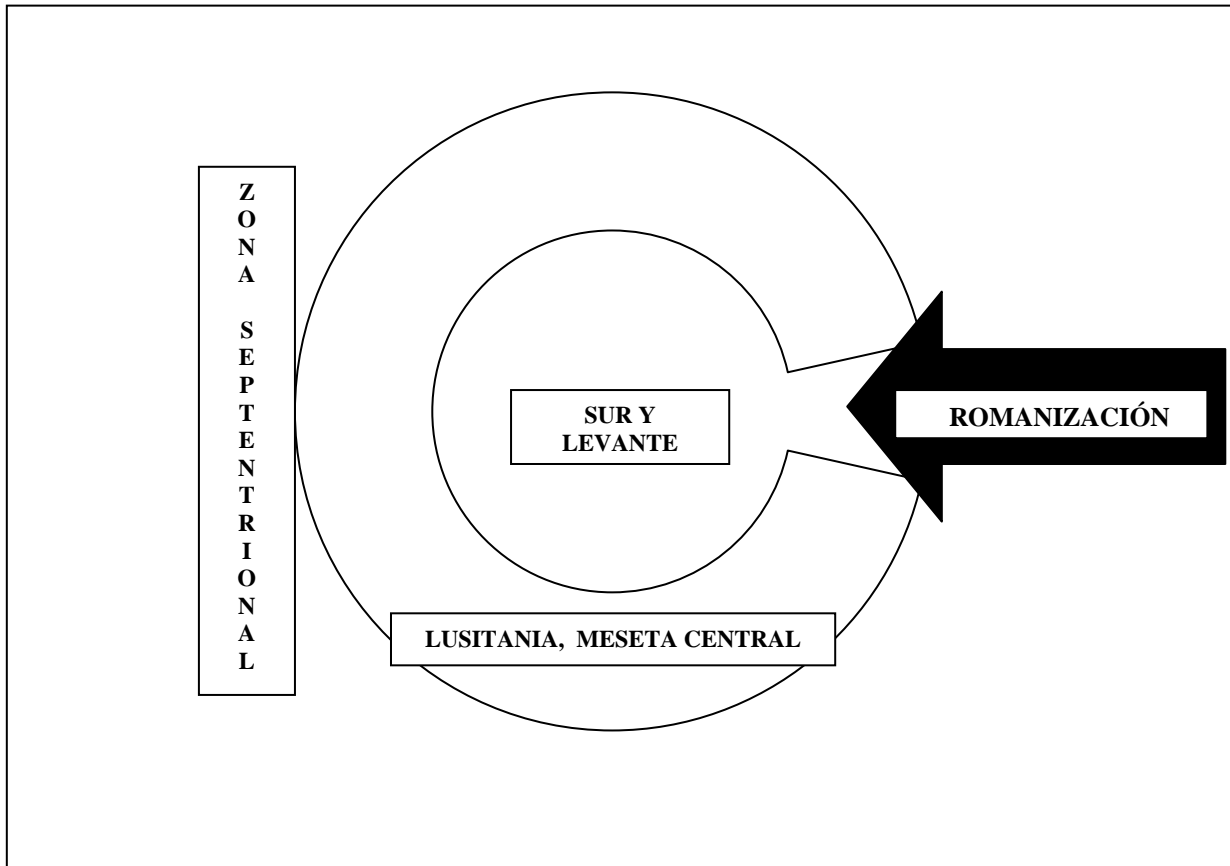 ZONA SEPTENTRIONAL
SUR Y
LEVANTE
ROMANIZACIÓN
LUSITANIA, MESETA CENTRAL